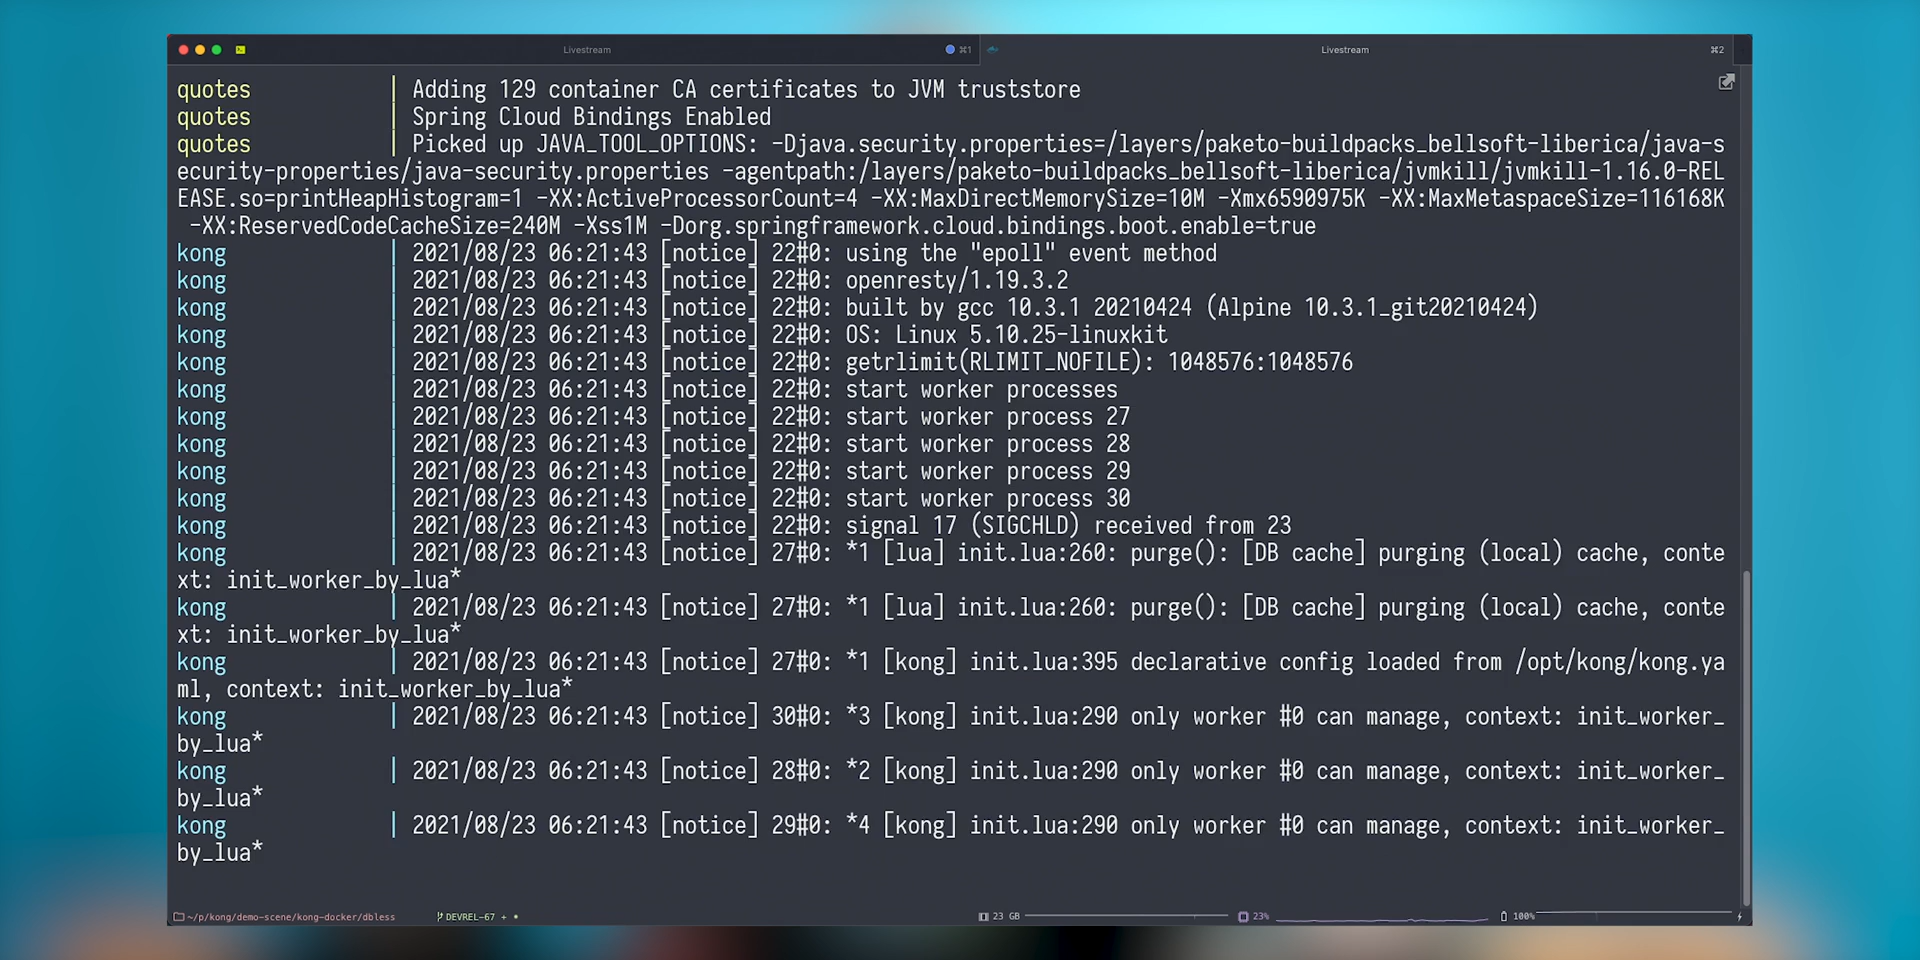 Livestream ⌘1 Livestream ⌘2
quotes | Adding 129 container CA certificates to JVM truststore
quotes | Spring Cloud Bindings Enabled
quotes | Picked up JAVA_TOOL_OPTIONS: -Djava.security.properties=/layers/paketo-buildpacks_bellsoft-liberica/java-s
ecurity-properties/java-security.properties -agentpath:/layers/paketo-buildpacks_bellsoft-liberica/jvmkill/jvmkill-1.16.0-REL
EASE.so=printHeapHistogram=1 -XX:ActiveProcessorCount=4 -XX:MaxDirectMemorySize=10M -Xmx6590975K -XX:MaxMetaspaceSize=116168K
-XX:ReservedCodeCacheSize=240M -Xss1M -Dorg.springframework.cloud.bindings.boot.enable=true
kong | 2021/08/23 06:21:43 [notice] 22#0: using the "epoll" event method
kong | 2021/08/23 06:21:43 [notice] 22#0: openresty/1.19.3.2
kong | 2021/08/23 06:21:43 [notice] 22#0: built by gcc 10.3.1 20210424 (Alpine 10.3.1_git20210424)
kong | 2021/08/23 06:21:43 [notice] 22#0: OS: Linux 5.10.25-linuxkit
kong | 2021/08/23 06:21:43 [notice] 22#0: getrlimit(RLIMIT_NOFILE): 1048576:1048576
kong | 2021/08/23 06:21:43 [notice] 22#0: start worker processes
kong | 2021/08/23 06:21:43 [notice] 22#0: start worker process 27
kong | 2021/08/23 06:21:43 [notice] 22#0: start worker process 28
kong | 2021/08/23 06:21:43 [notice] 22#0: start worker process 29
kong | 2021/08/23 06:21:43 [notice] 22#0: start worker process 30
kong | 2021/08/23 06:21:43 [notice] 22#0: signal 17 (SIGCHLD) received from 23
kong | 2021/08/23 06:21:43 [notice] 27#0: *1 [lua] init.lua:260: purge(): [DB cache] purging (local) cache, conte
xt: init_worker_by_lua*
kong | 2021/08/23 06:21:43 [notice] 27#0: *1 [lua] init.lua:260: purge(): [DB cache] purging (local) cache, conte
xt: init_worker_by_lua*
kong | 2021/08/23 06:21:43 [notice] 27#0: *1 [kong] init.lua:395 declarative config loaded from /opt/kong/kong.ya
ml, context: init_worker_by_lua*
kong | 2021/08/23 06:21:43 [notice] 30#0: *3 [kong] init.lua:290 only worker #0 can manage, context: init_worker_
by_lua*
kong | 2021/08/23 06:21:43 [notice] 28#0: *2 [kong] init.lua:290 only worker #0 can manage, context: init_worker_
by_lua*
kong | 2021/08/23 06:21:43 [notice] 29#0: *4 [kong] init.lua:290 only worker #0 can manage, context: init_worker_
by_lua*
~/p/kong/demo-scene/kong-docker/dbless DEVREL-67 + • 23 GB 23% 100%